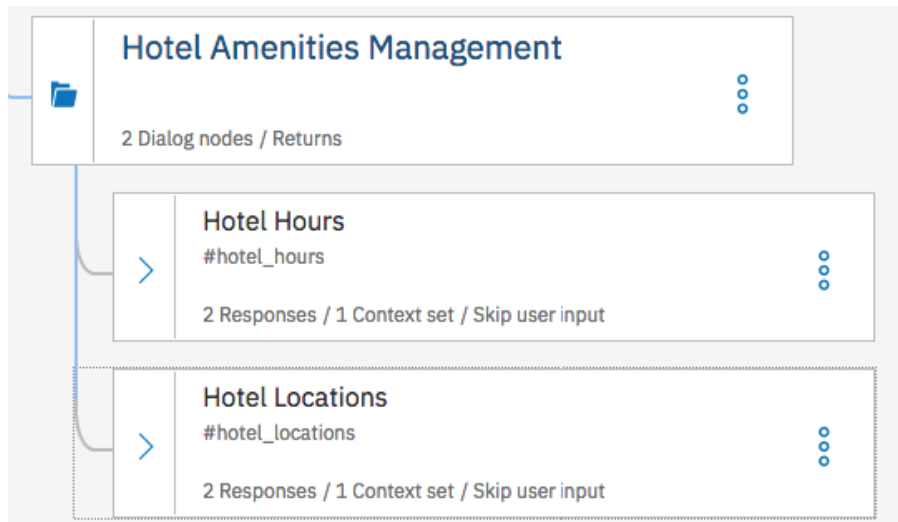 Hotel Amenities Management
2 Dialog nodes / Returns
Hotel Hours
#hotel_hours
2 Responses / 1 Context set / Skip user input
Hotel Locations
#hotel_locations
2 Responses / 1 Context set / Skip user input